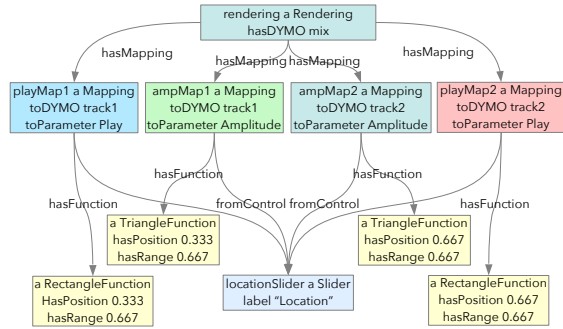 rendering a Rendering
hasDYMO mix
hasMapping
hasMapping
hasMapping
hasMapping
playMap1 a Mapping
toDYMO track1
toParameter Play
ampMap1 a Mapping
toDYMO track1
toParameter Amplitude
ampMap2 a Mapping
toDYMO track2
toParameter Amplitude
playMap2 a Mapping
toDYMO track2
toParameter Play
hasFunction
hasFunction
hasFunction
fromControl
fromControl
hasFunction
a TriangleFunction
hasPosition 0.333
hasRange 0.667
a TriangleFunction
hasPosition 0.667
hasRange 0.667
a RectangleFunction
HasPosition 0.333
hasRange 0.667
locationSlider a Slider
label “Location”
a RectangleFunction
hasPosition 0.667
hasRange 0.667